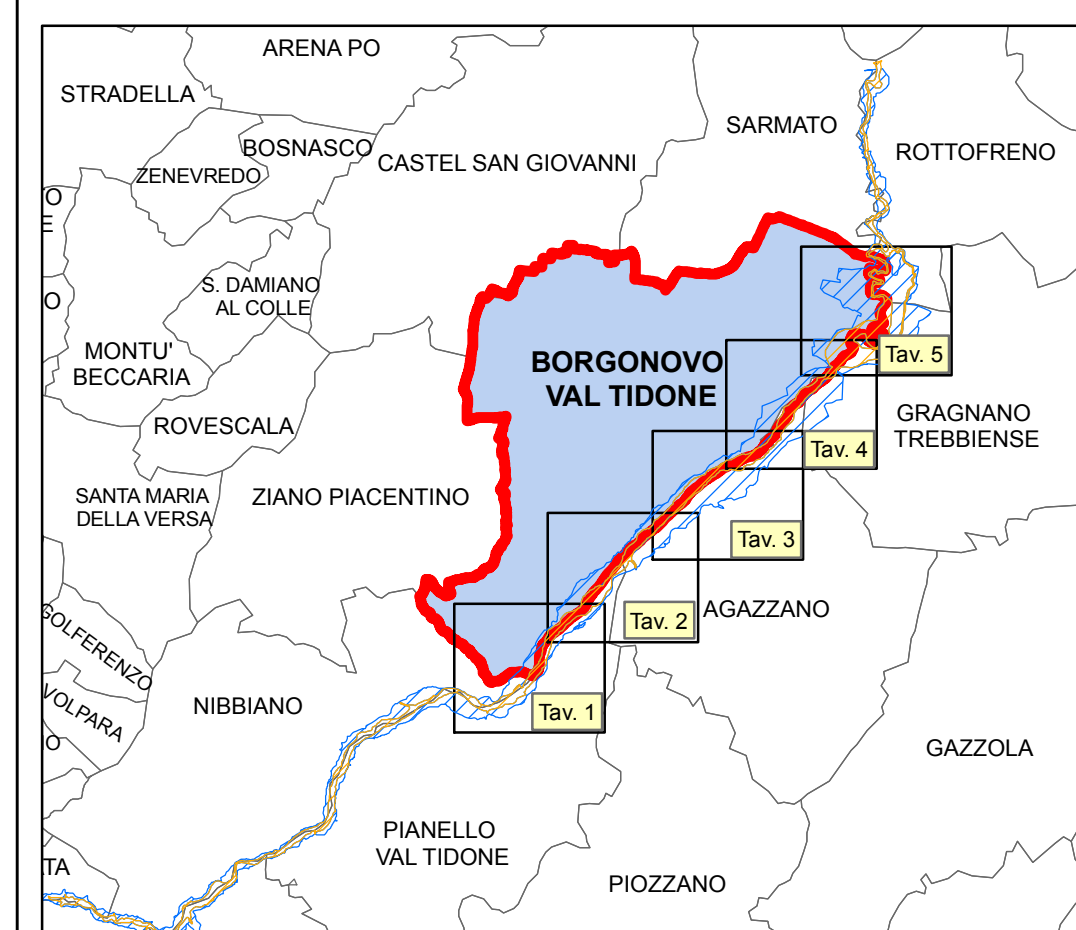 ARENA PO
STRADELLA
SARMATO
BOSNASCO
CASTEL SAN GIOVANNI
ROTTOFRENO
ZENEVREDO
O
E
S. DAMIANO
AL COLLE
O
MONTU'
BECCARIA
BORGONOVO
VAL TIDONE
Tav. 5
GRAGNANO
TREBBIENSE
ROVESCALA
Tav. 4
SANTA MARIA
DELLA VERSA
ZIANO PIACENTINO
Tav. 3
AGAZZANO
Tav. 2
GOLFERENZO
NIBBIANO
VOLPARA
Tav. 1
O
GAZZOLA
PIANELLO
VAL TIDONE
TA
PIOZZANO